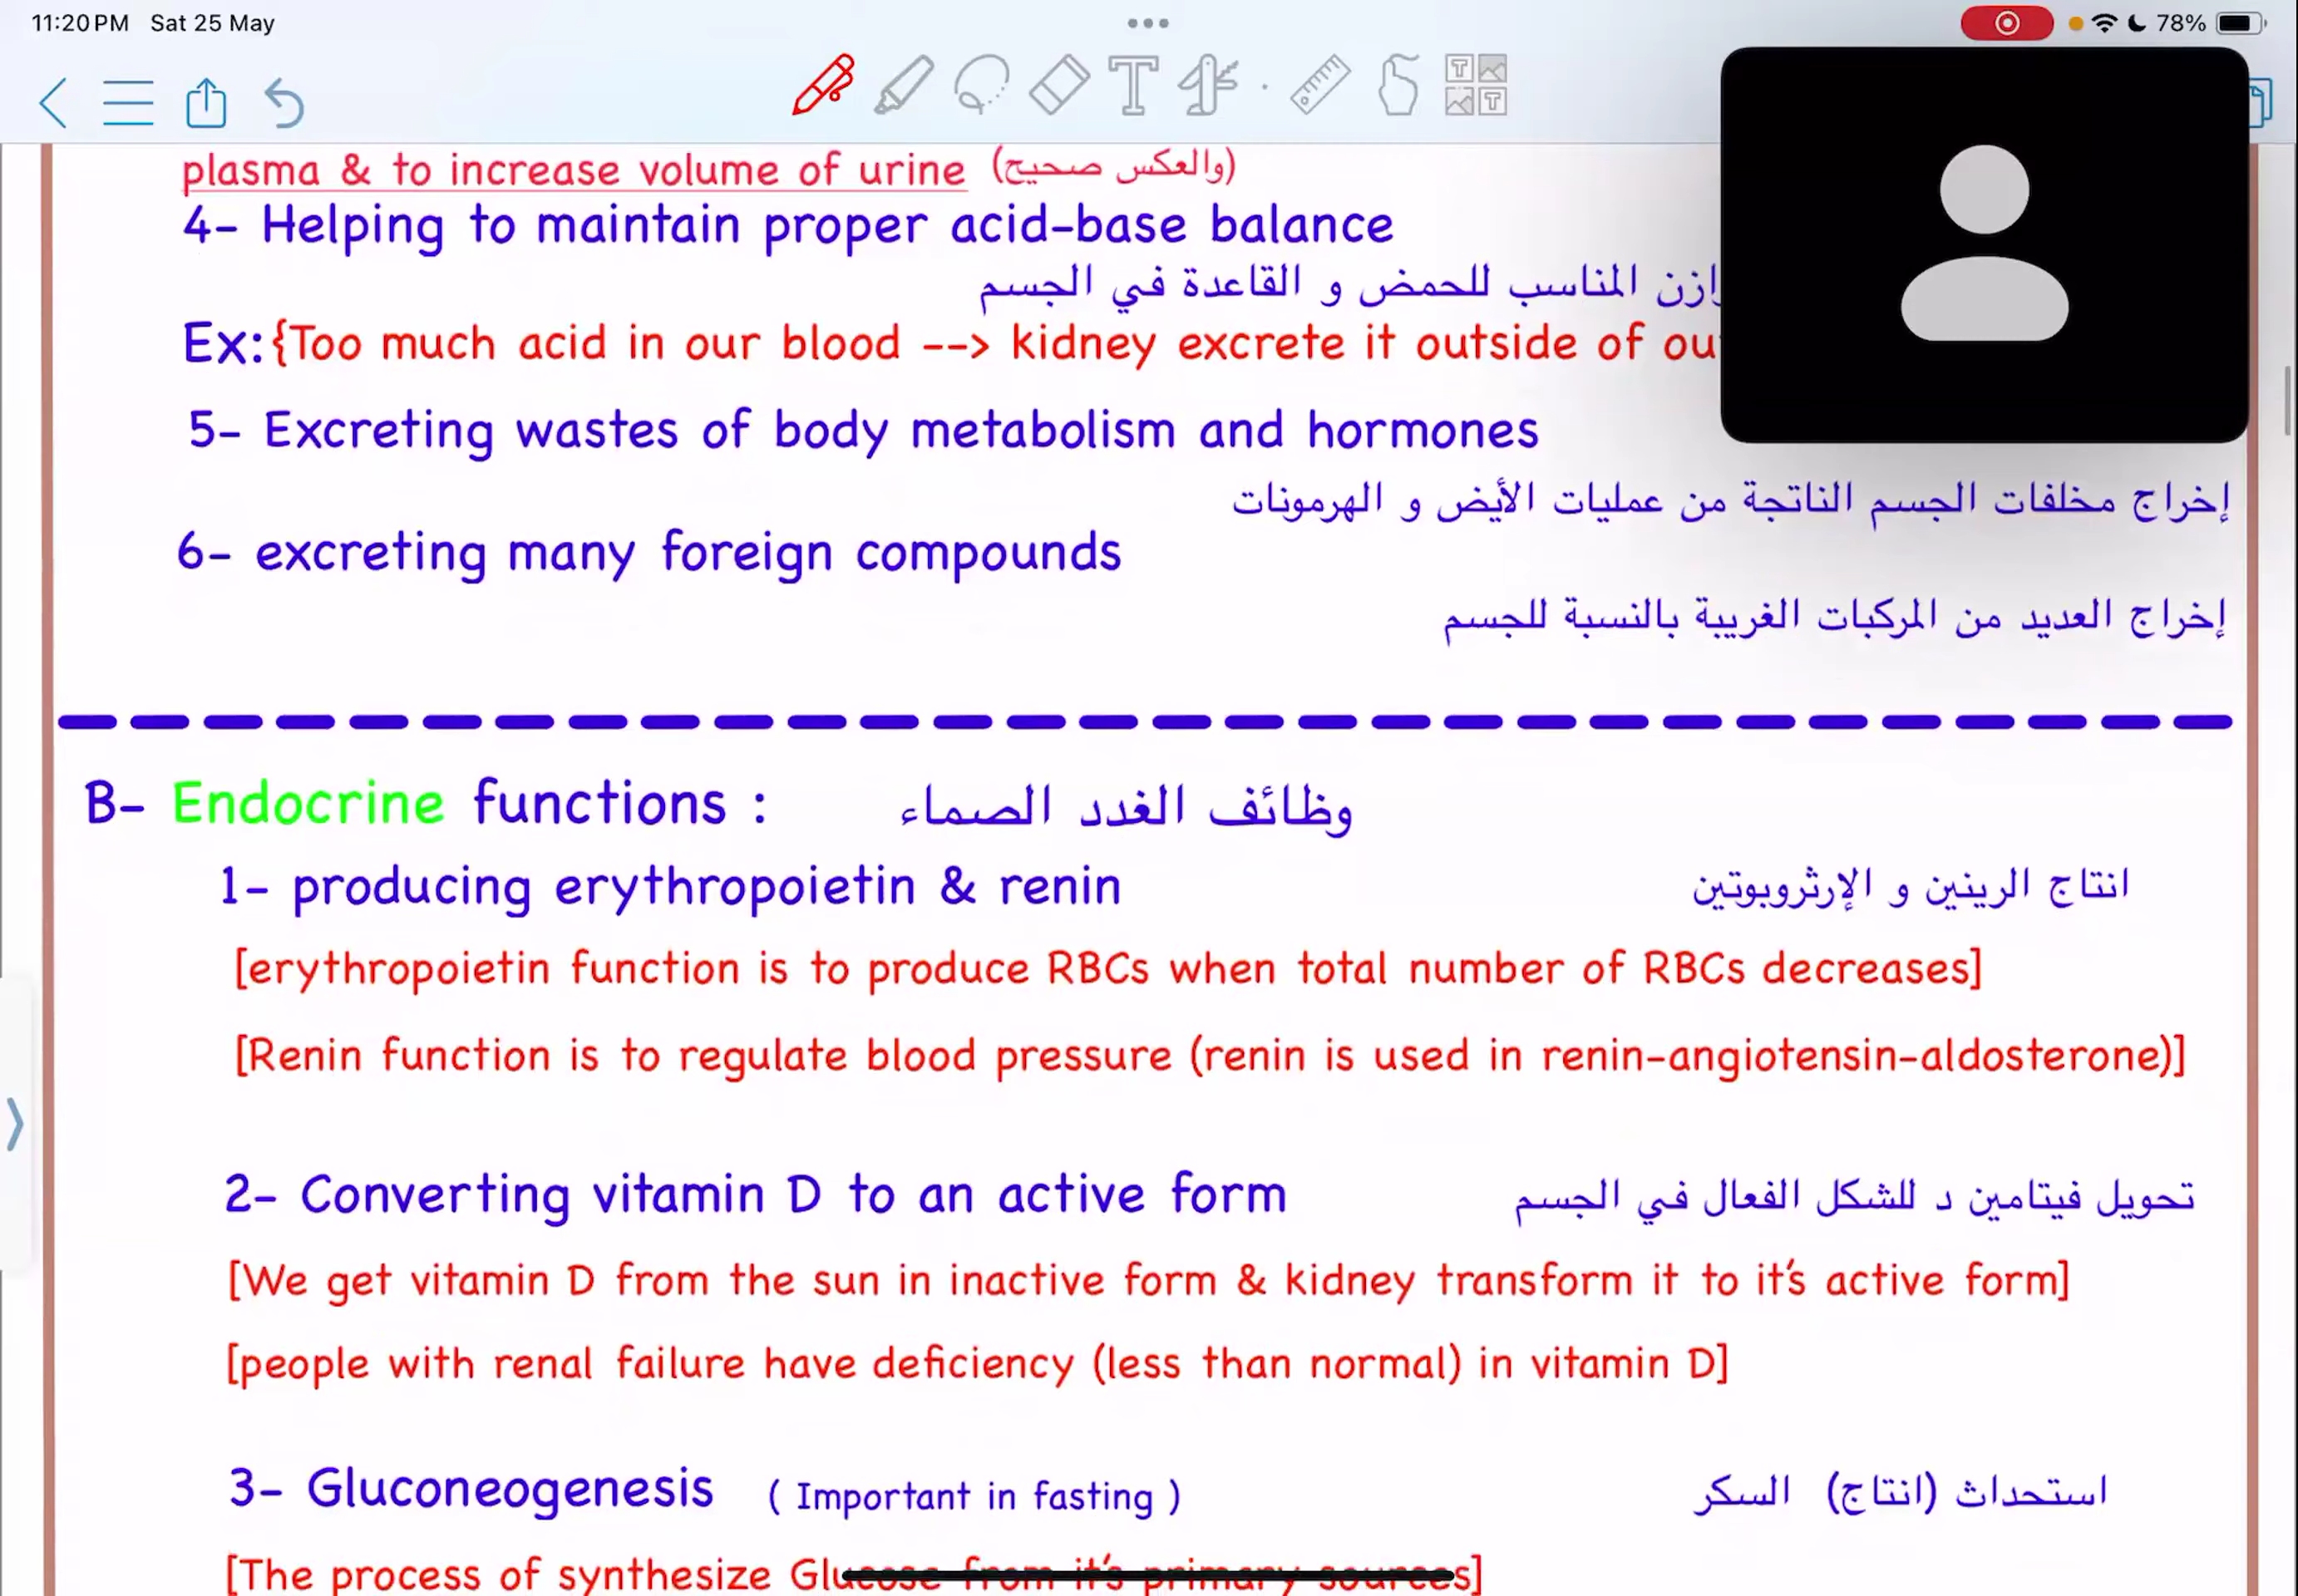 11:20 PM Sat 25 May 78%
plasma & to increase volume of urine (والعكس صحيح)
4- Helping to maintain proper acid-base balance
المناسب للحمض و القاعدة في الجسم
Ex:{Too much acid in our blood --> kidney excrete it outside of
5- Excreting wastes of body metabolism and hormones
إخراج مخلفات الجسم الناتجة من عمليات الأيض و الهرمونات
6- excreting many foreign compounds
إخراج العديد من المركبات الغريبة بالنسبة للجسم
B- Endocrine functions : وظائف الغدد الصماء
1- producing erythropoietin & renin انتاج الرينين و الإرثروبوتين
[erythropoietin function is to produce RBCs when total number of RBCs decreases]
[Renin function is to regulate blood pressure (renin is used in renin-angiotensin-aldosterone)]
2- Converting vitamin D to an active form تحويل فيتامين د للشكل الفعال في الجسم
[We get vitamin D from the sun in inactive form & kidney transform it to it's active form]
[people with renal failure have deficiency (less than normal) in vitamin D]
3- Gluconeogenesis ( Important in fasting ) استحداث (انتاج) السكر
[The process of synthesize Glucose from it's primary sources]